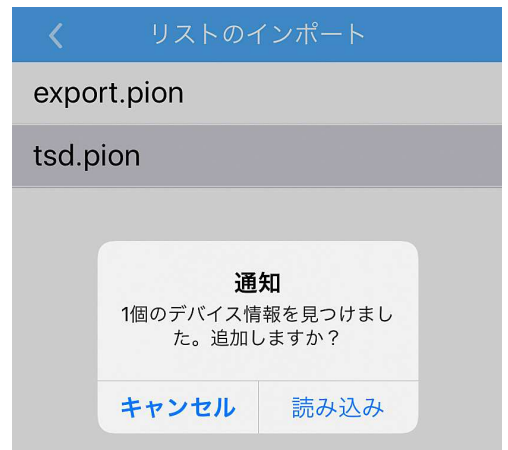 リストのインポート
export.pion
tsd.pion
通知
1個のデバイス情報を見つけまし
た。追加しますか？
キャンセル
読み込み